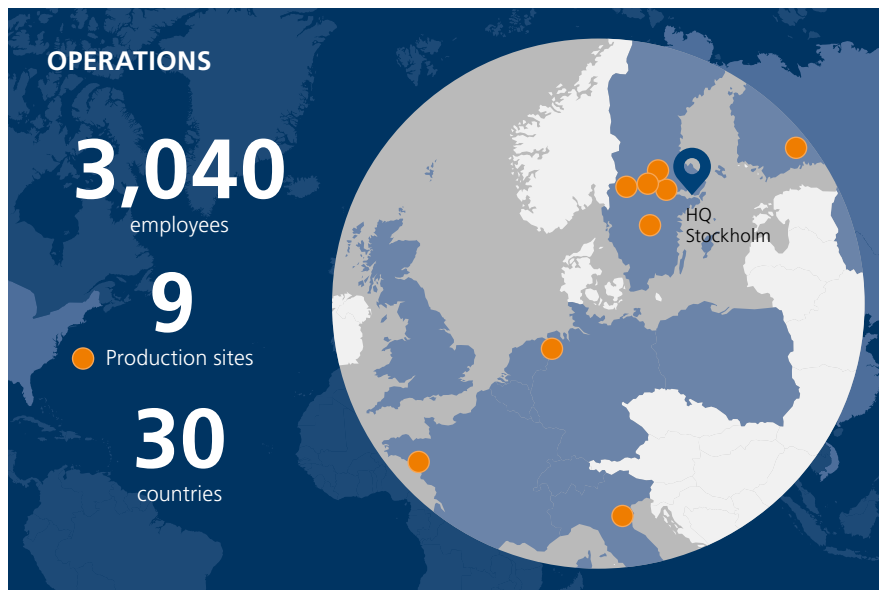 OPERATIONS
3,040
employees
9
Production sites
30
countries
HQ
Stockholm